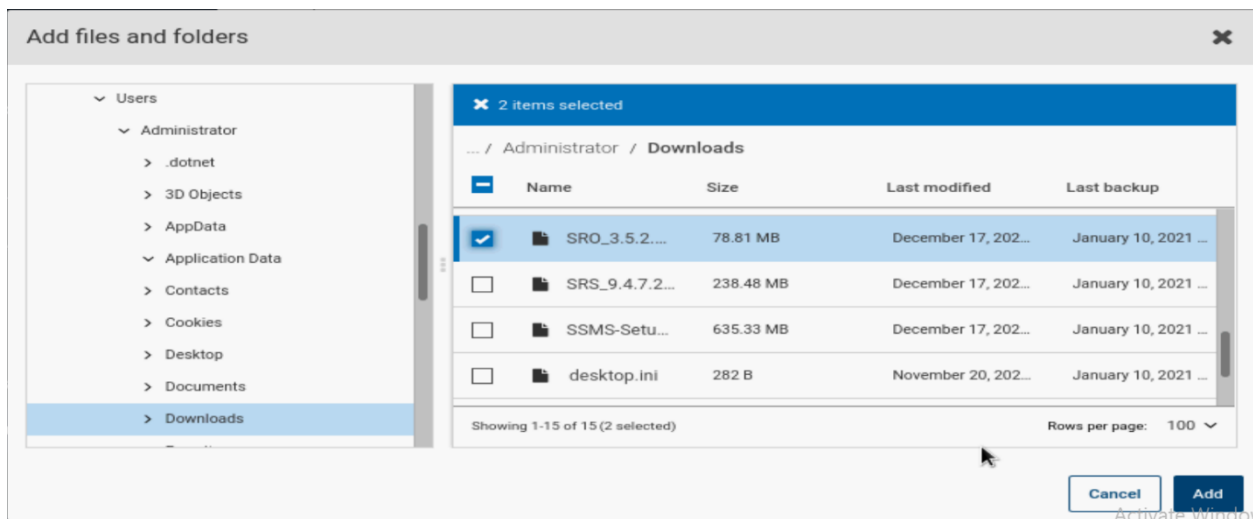 Add files and folders
Users
Administrator
.dotnet
3D Objects
AppData
Application Data
Contacts
Cookies
Desktop
Documents
Downloads
2 items selected
... / Administrator / Downloads
Name Size Last modified Last backup
SRO_3.5.2.... 78.81 MB December 17, 202... January 10, 2021 ...
SRS_9.4.7.2... 238.48 MB December 17, 202... January 10, 2021 ...
SSMS-Setu... 635.33 MB December 17, 202... January 10, 2021 ...
desktop.ini 282 B November 20, 202... January 10, 2021 ...
Showing 1-15 of 15 (2 selected) Rows per page: 100
Cancel Add
Activate Windo